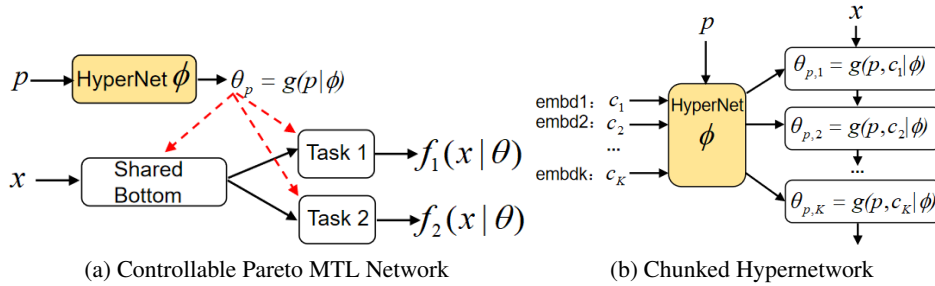 p
HyperNet ϕ
θ_p = g(p|ϕ)
x
Shared Bottom
Task 1
f_1(x | θ)
Task 2
f_2(x | θ)
(a) Controllable Pareto MTL Network
p
x
embd1: c_1
embd2: c_2
...
embdk: c_K
HyperNet
ϕ
θ_{p,1} = g(p, c_1|ϕ)
θ_{p,2} = g(p, c_2|ϕ)
...
θ_{p,K} = g(p, c_K|ϕ)
(b) Chunked Hypernetwork